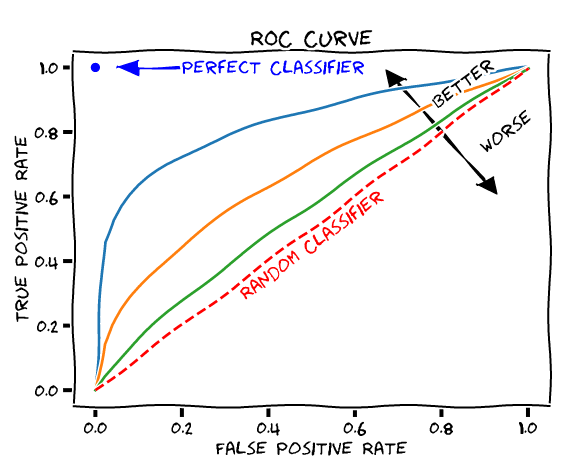 ROC CURVE
PERFECT CLASSIFIER
BETTER
WORSE
RANDOM CLASSIFIER
TRUE POSITIVE RATE
1.0
0.8
0.6
0.4
0.2
0.0
0.0 0.2 0.4 0.6 0.8 1.0
FALSE POSITIVE RATE